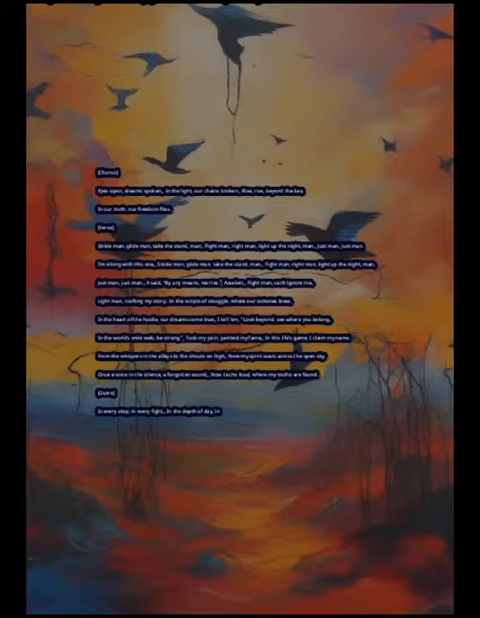 (Chorus)
Eyes open, dreams spoken,, In the light, our chains broken,, Rise, rise, beyond the lies,
In our truth, our freedom flies.
(Verse)
Stride man, glide man, take the stand, man,, Fight man, right man, light up the night, man,, Just man, just man
I'm vibing with this one,, Stride man, glide man, take the stand, man,, Fight man, right man, light up the night, man,
Just man, just man,, X said, "By any means, we rise.", Awaken,, Fight man, can't ignore me,
Light man, crafting my story, In the scripts of struggle, where our victories lived,
In the heart of the hustle, our dreams come true, I tell 'em, "Look beyond, see where you belong,
In the world's wide web, be strong.", Took my pain, painted my fame,, In this life's game, I claim my name.
From the whispers in the alleys to the shouts on high, Now my spirit soars across the open sky.
Once a voice in the silence, a forgotten sound,, Now I echo loud, where my truths are found.
(Outro)
In every step, in every fight,, In the depth of day, in